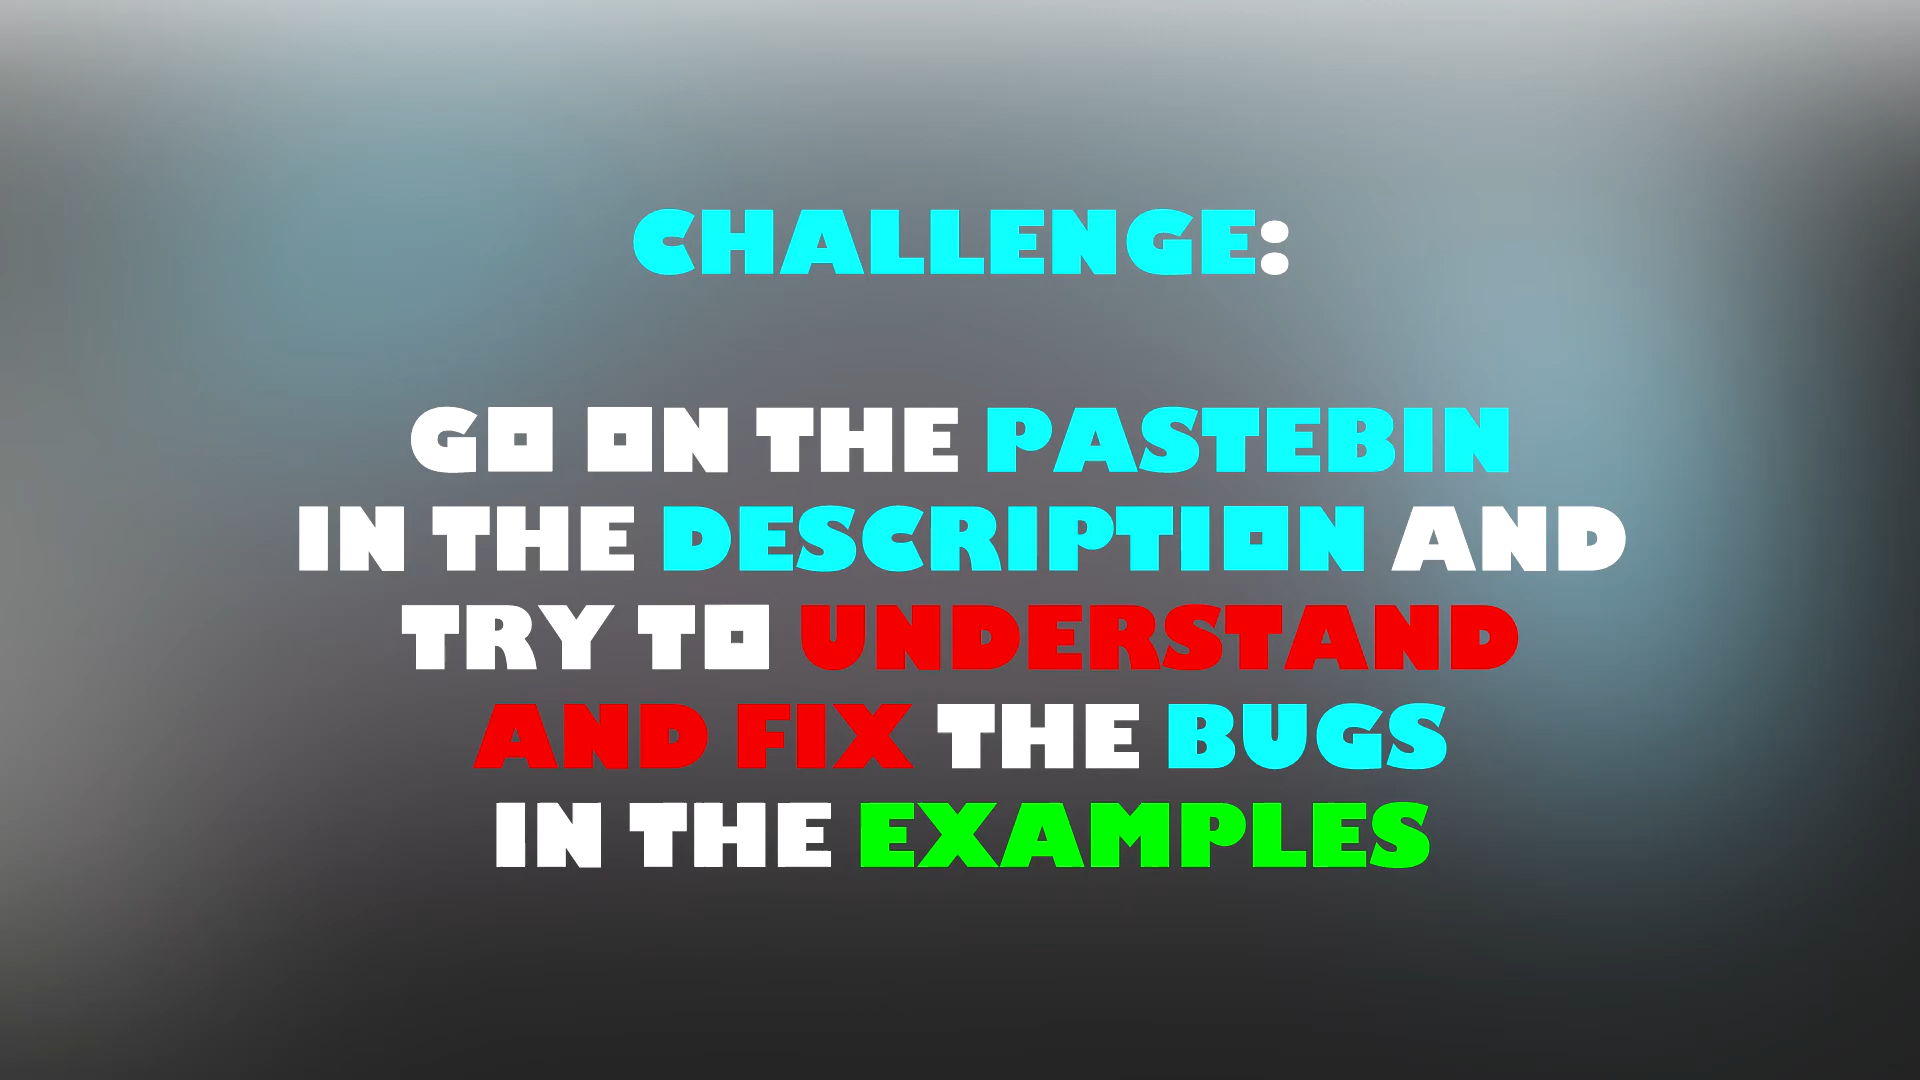 CHALLENGE:
GO ON THE PASTEBIN
IN THE DESCRIPTION AND
TRY TO UNDERSTAND
AND FIX THE BUGS
IN THE EXAMPLES